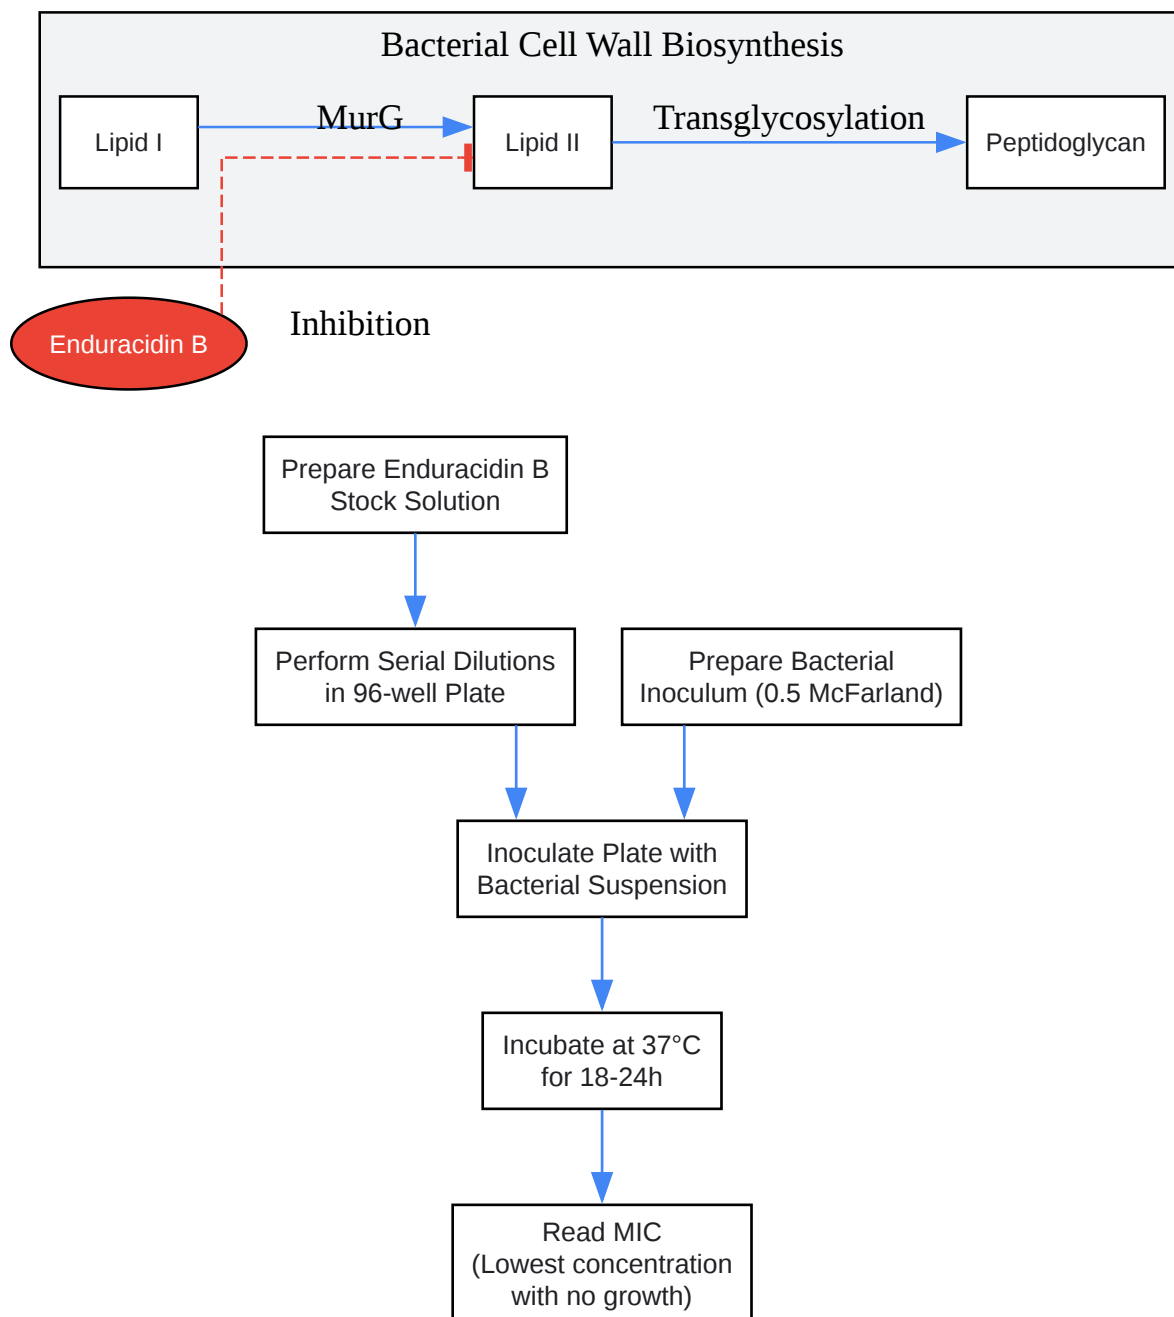 Bacterial Cell Wall Biosynthesis
Lipid I
MurG
Lipid II
Transglycosylation
Peptidoglycan
Enduracidin B
Inhibition
Prepare Enduracidin B
Stock Solution
Perform Serial Dilutions
in 96-well Plate
Prepare Bacterial
Inoculum (0.5 McFarland)
Inoculate Plate with
Bacterial Suspension
Incubate at 37°C
for 18-24h
Read MIC
(Lowest concentration
with no growth)